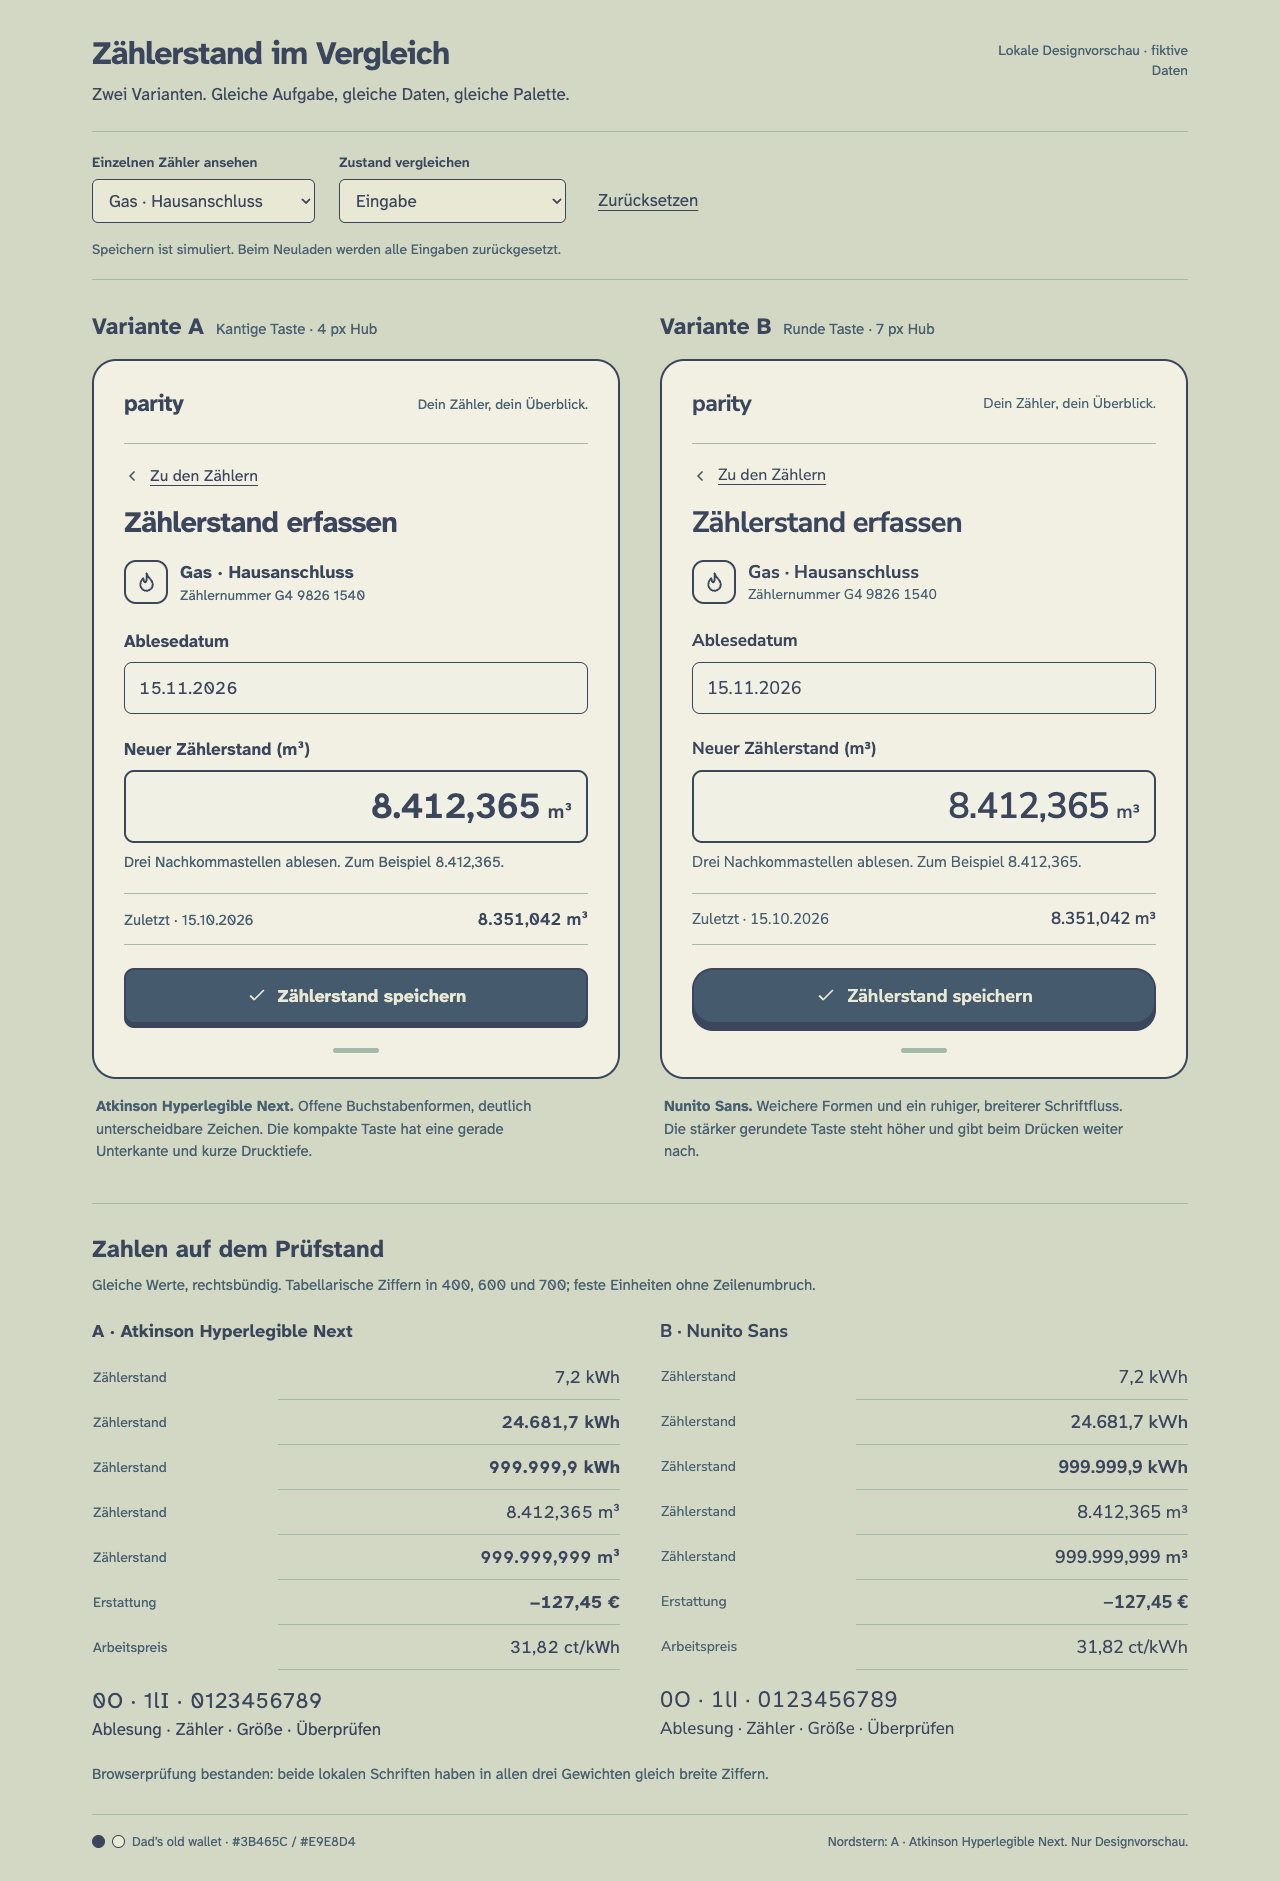 Zählerstand im Vergleich
Lokale Designvorschau · fiktive
Daten
Zwei Varianten. Gleiche Aufgabe, gleiche Daten, gleiche Palette.
Einzelnen Zähler ansehen
Zustand vergleichen
Gas · Hausanschluss
Eingabe
Zurücksetzen
Speichern ist simuliert. Beim Neuladen werden alle Eingaben zurückgesetzt.
Variante A Kantige Taste · 4 px Hub
parity
Dein Zähler, dein Überblick.
Zu den Zählern
Zählerstand erfassen
Gas · Hausanschluss
Zählernummer G4 9826 1540
Ablesedatum
15.11.2026
Neuer Zählerstand (m³)
8.412,365 m³
Drei Nachkommastellen ablesen. Zum Beispiel 8.412,365.
Zuletzt · 15.10.2026
8.351,042 m³
Zählerstand speichern
Atkinson Hyperlegible Next. Offene Buchstabenformen, deutlich
unterscheidbare Zeichen. Die kompakte Taste hat eine gerade
Unterkante und kurze Drucktiefe.
Variante B Runde Taste · 7 px Hub
parity
Dein Zähler, dein Überblick.
Zu den Zählern
Zählerstand erfassen
Gas · Hausanschluss
Zählernummer G4 9826 1540
Ablesedatum
15.11.2026
Neuer Zählerstand (m³)
8.412,365 m³
Drei Nachkommastellen ablesen. Zum Beispiel 8.412,365.
Zuletzt · 15.10.2026
8.351,042 m³
Zählerstand speichern
Nunito Sans. Weichere Formen und ein ruhiger, breiterer Schriftfluss.
Die stärker gerundete Taste steht höher und gibt beim Drücken weiter
nach.
Zahlen auf dem Prüfstand
Gleiche Werte, rechtsbündig. Tabellarische Ziffern in 400, 600 und 700; feste Einheiten ohne Zeilenumbruch.
A · Atkinson Hyperlegible Next
Zählerstand 7,2 kWh
Zählerstand 24.681,7 kWh
Zählerstand 999.999,9 kWh
Zählerstand 8.412,365 m³
Zählerstand 999.999,999 m³
Erstattung −127,45 €
Arbeitspreis 31,82 ct/kWh
0O · 1lI · 0123456789
Ablesung · Zähler · Größe · Überprüfen
B · Nunito Sans
Zählerstand 7,2 kWh
Zählerstand 24.681,7 kWh
Zählerstand 999.999,9 kWh
Zählerstand 8.412,365 m³
Zählerstand 999.999,999 m³
Erstattung −127,45 €
Arbeitspreis 31,82 ct/kWh
0O · 1lI · 0123456789
Ablesung · Zähler · Größe · Überprüfen
Browserprüfung bestanden: beide lokalen Schriften haben in allen drei Gewichten gleich breite Ziffern.
Dad's old wallet · #3B465C / #E9E8D4
Nordstern: A · Atkinson Hyperlegible Next. Nur Designvorschau.